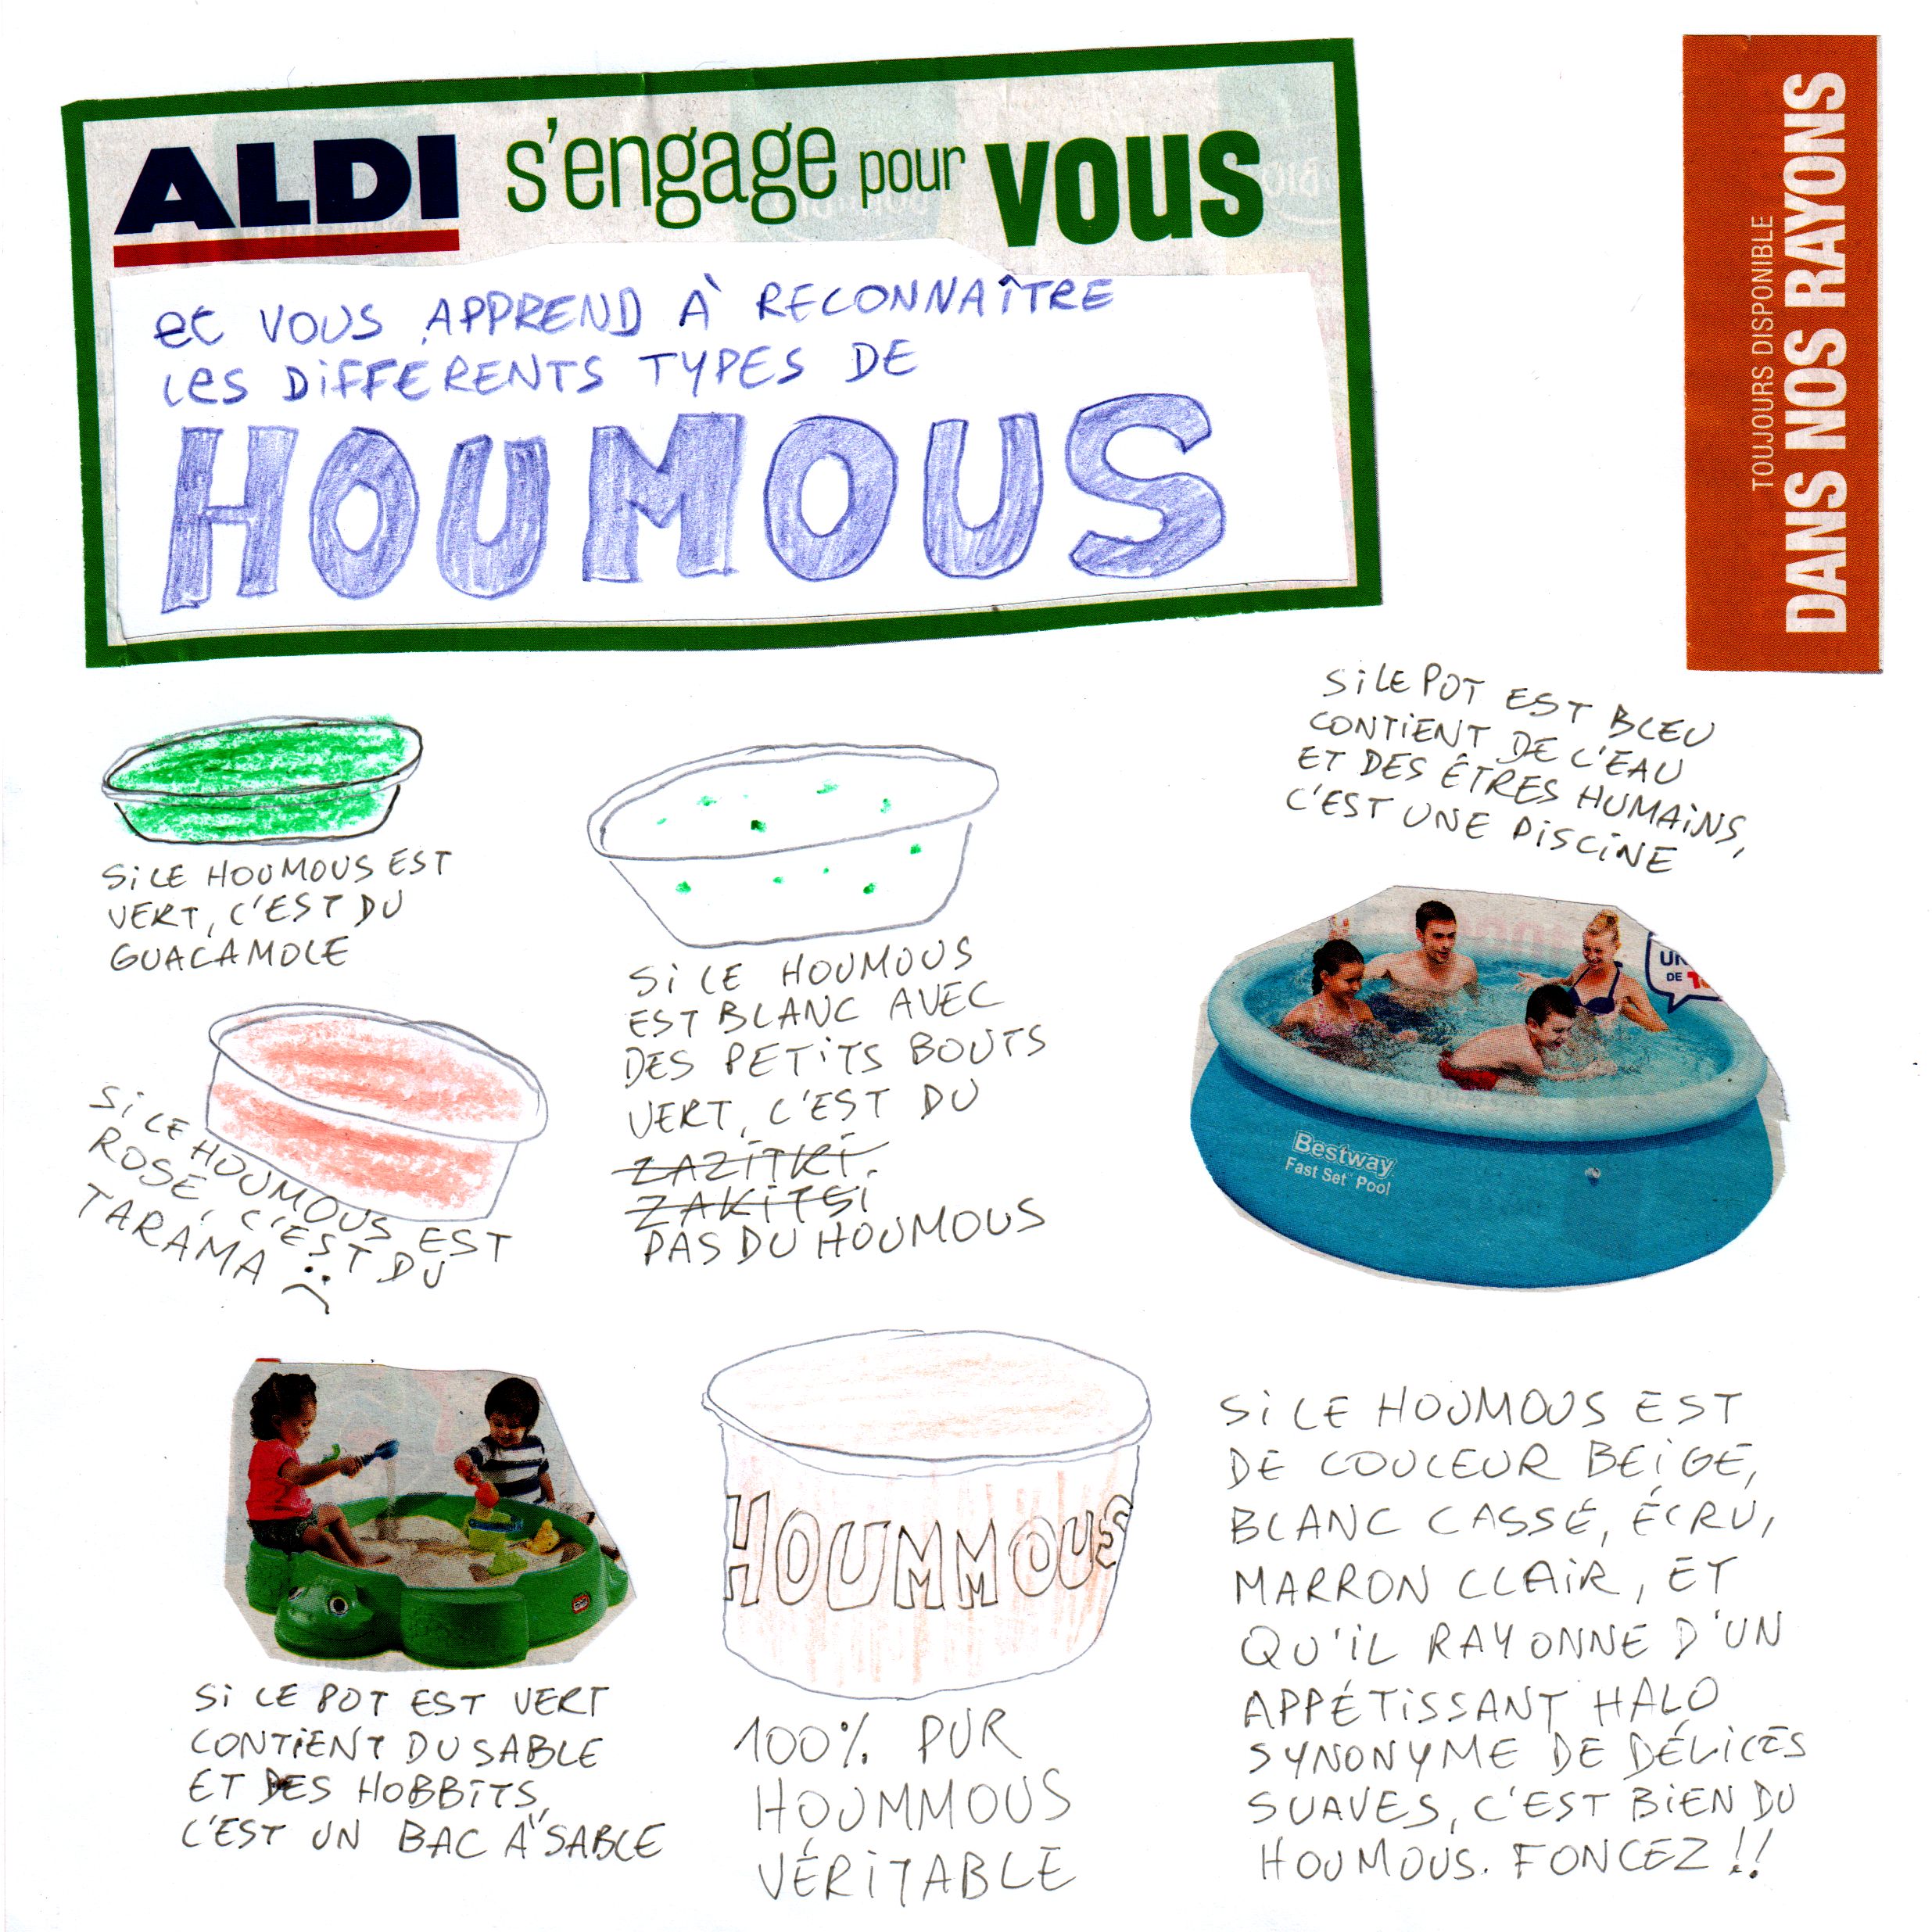 ALDI s'engage pour vous
et VOUS APPREND À RECONNAÎTRE
LES DIFFERENTS TYPES DE
HOUMOUS
TOUJOURS DISPONIBLE
DANS NOS RAYONS
SI LE HOUMOUS EST
VERT, C'EST DU
GUACAMOLE
SI LE HOUMOUS
EST BLANC AVEC
DES PETITS BOUTS
VERT, C'EST DU
ZAZITKI.
ZAKITSI
PAS DU HOUMOUS
SI LE POT EST BLEU
CONTIENT DE L'EAU
ET DES ÊTRES HUMAINS,
C'EST UNE PISCINE
UN
DE
Bestway
Fast Set Pool
SI LE HOUMOUS EST
ROSE, C'EST DU
TARAMA :(
SI LE POT EST VERT
CONTIENT DU SABLE
ET DES HOBBITS,
C'EST UN BAC À SABLE
HOUMMOUS
100% PUR
HOUMMOUS
VÉRITABLE
SI LE HOUMOUS EST
DE COULEUR BEIGE,
BLANC CASSÉ, ÉCRU,
MARRON CLAIR, ET
QU'IL RAYONNE D'UN
APPÉTISSANT HALO
SYNONYME DE DÉLICES
SUAVES, C'EST BIEN DU
HOUMOUS. FONCEZ !!